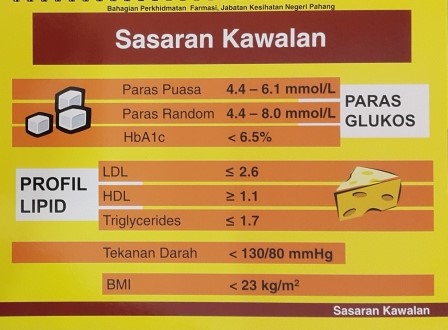 Bahagian Perkhidmatan Farmasi, Jabatan Kesihatan Negeri Pahang
Sasaran Kawalan
Paras Puasa 4.4 – 6.1 mmol/L
Paras Random 4.4 – 8.0 mmol/L
HbA1c < 6.5%
PARAS
GLUKOS
PROFIL
LIPID
LDL ≤ 2.6
HDL ≥ 1.1
Triglycerides ≤ 1.7
Tekanan Darah < 130/80 mmHg
BMI < 23 kg/m²
Sasaran Kawalan